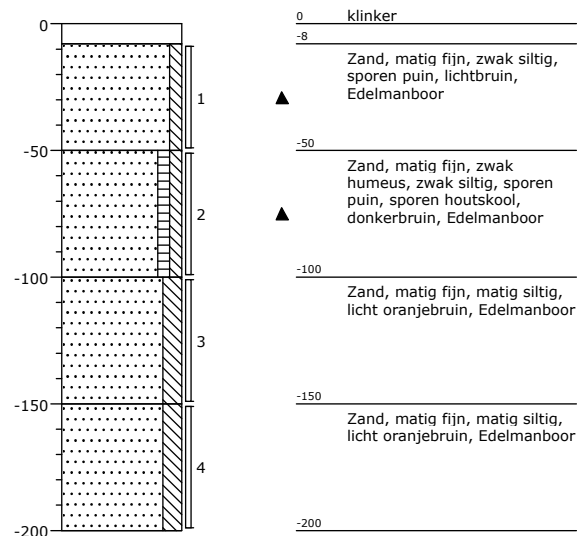 0
0 klinker
-8
Zand, matig fijn, zwak siltig,
sporen puin, lichtbruin,
Edelmanboor
1
-50
-50
Zand, matig fijn, zwak
humeus, zwak siltig, sporen
puin, sporen houtskool,
donkerbruin, Edelmanboor
2
-100
-100
Zand, matig fijn, matig siltig,
licht oranjebruin, Edelmanboor
3
-150
-150
Zand, matig fijn, matig siltig,
licht oranjebruin, Edelmanboor
4
-200
-200